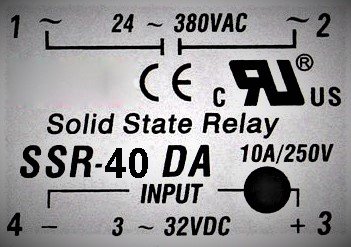 1 ~ 24 ~ 380VAC ~ 2
CE c RU US
Solid State Relay
SSR-40 DA 10A/250V
INPUT
4 - 3 ~ 32VDC + 3